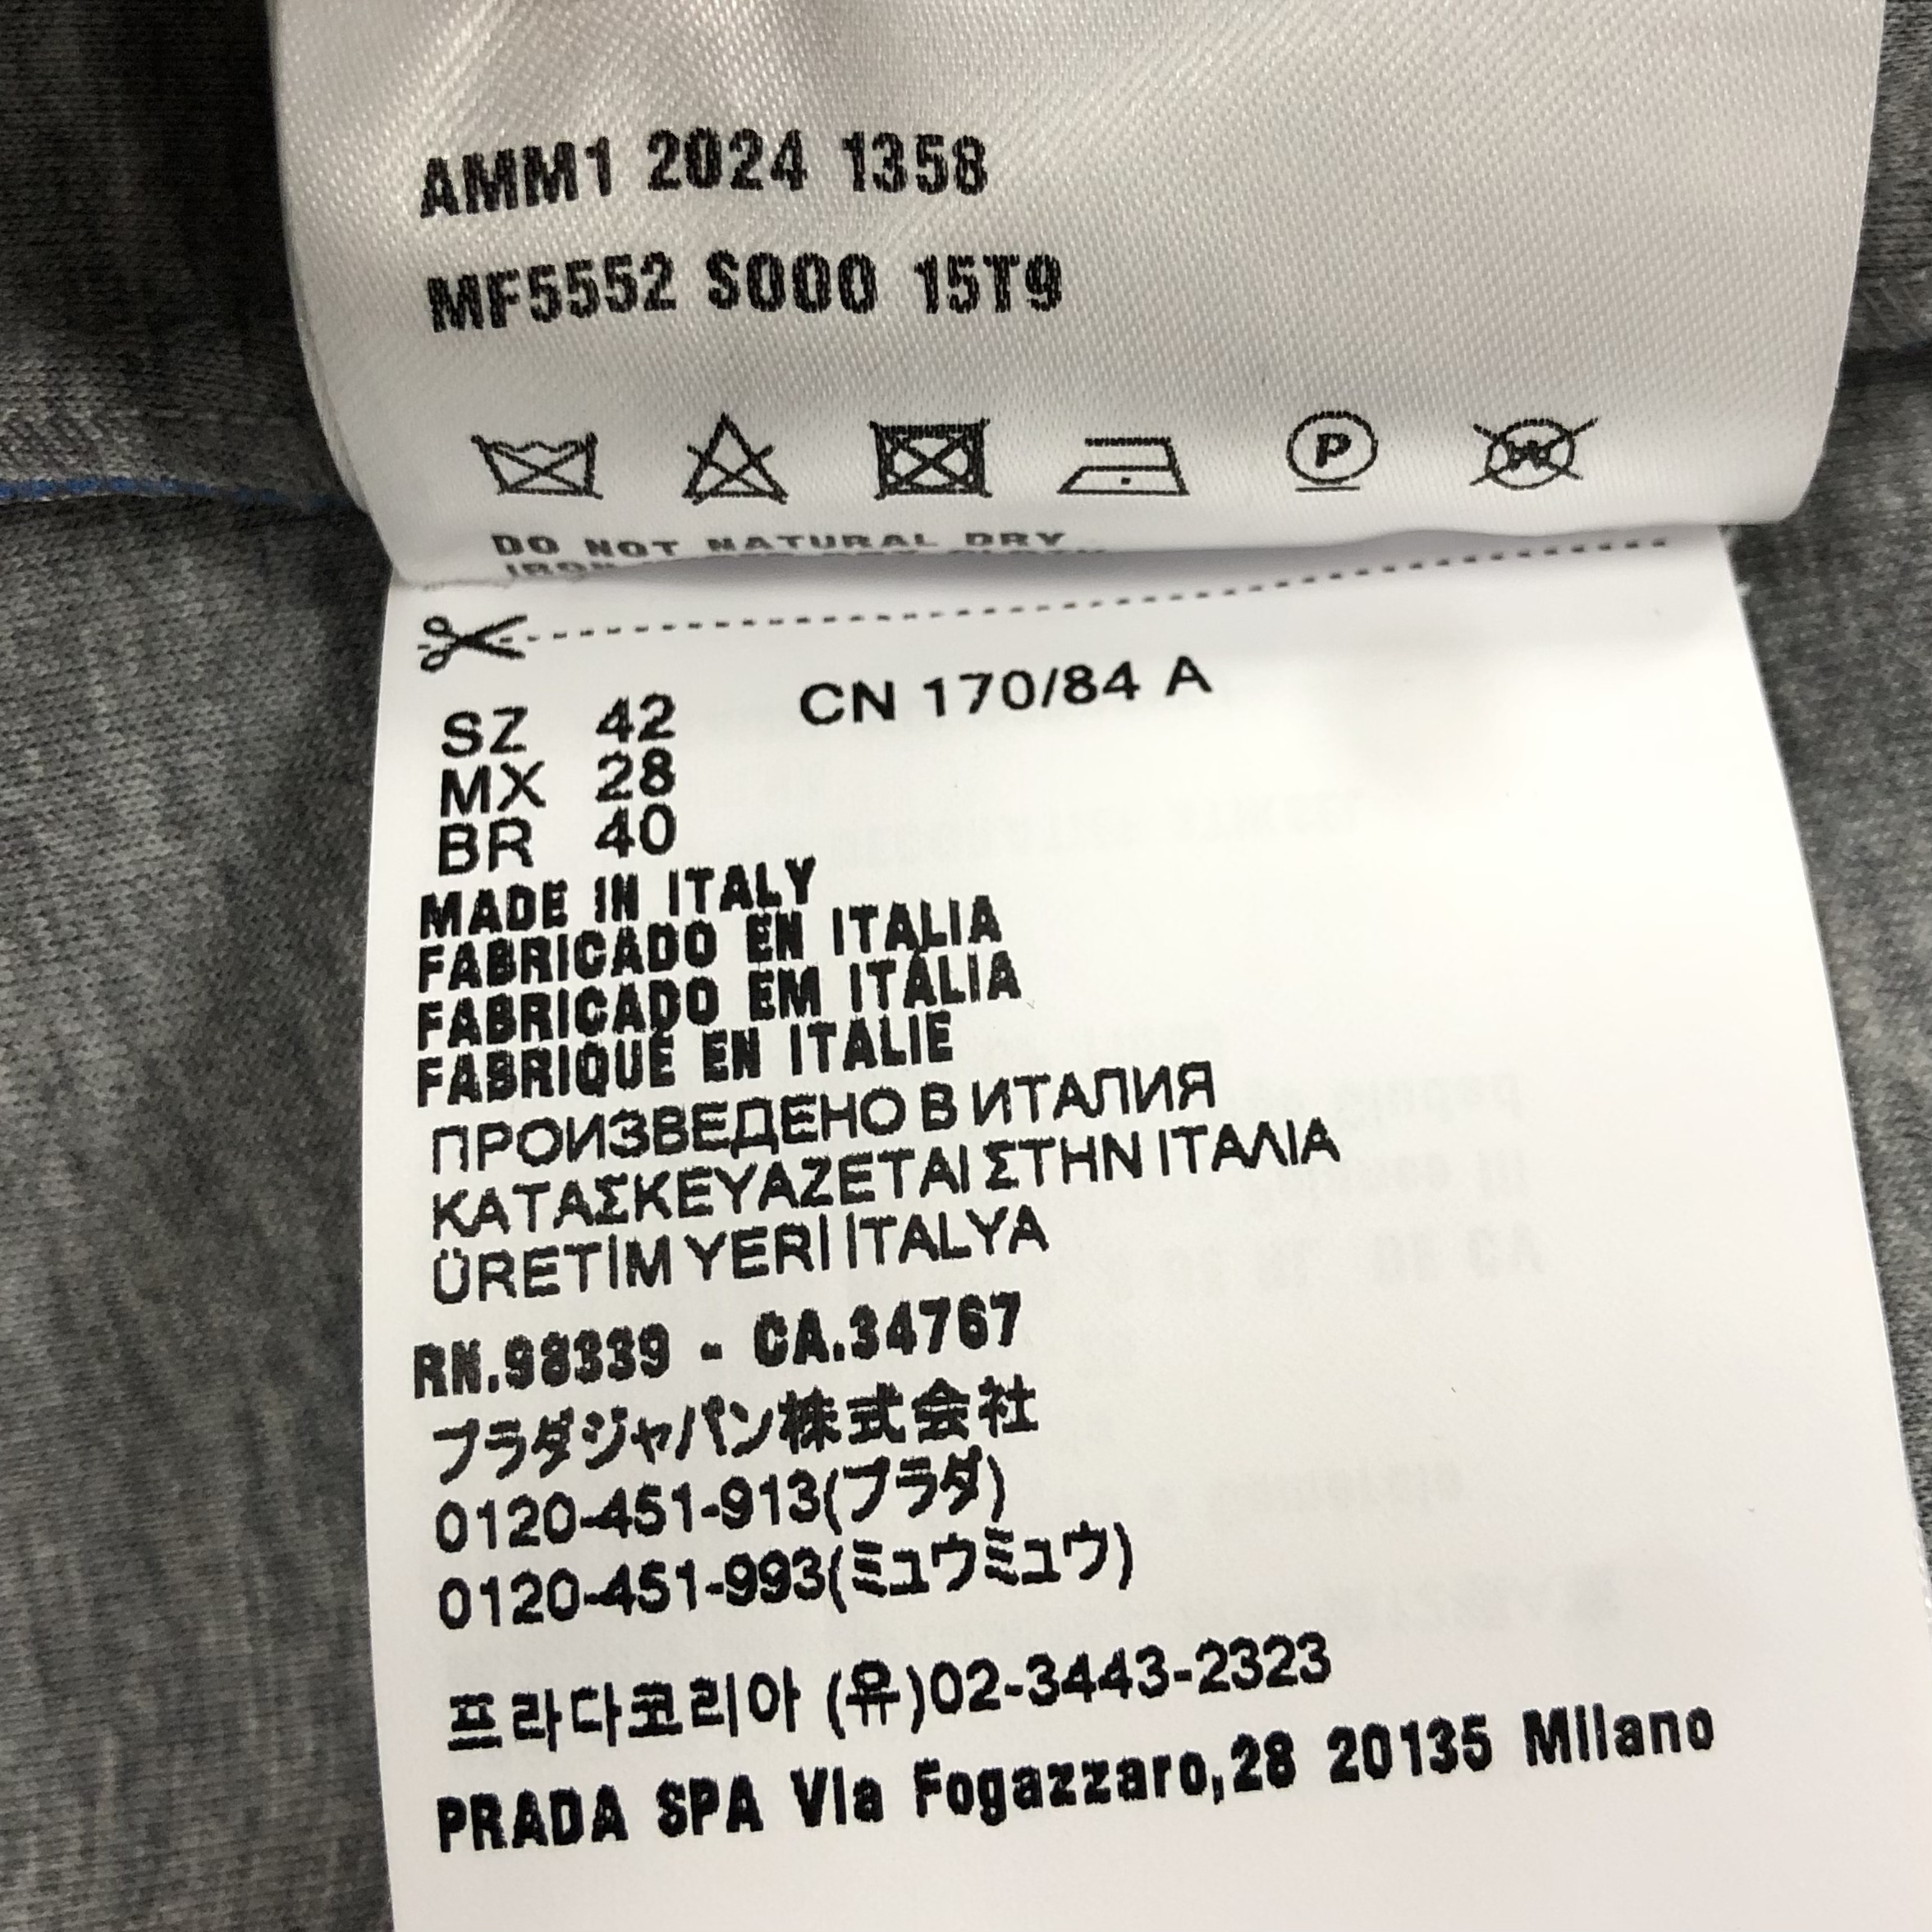 AMM1 2024 1358
MF5552 S000 15T9
P W
DO NOT NATURAL DRY
IRON
CN 170/84 A
SZ 42
MX 28
BR 40
MADE IN ITALY
FABRICADO EN ITALIA
FABRICADO EM ITÁLIA
FABRIQUÉ EN ITALIE
ПРОИЗВЕДЕНО В ИТАЛИЯ
ΚΑΤΑΣΚΕΥΑΖΕΤΑΙ ΣΤΗΝ ΙΤΑΛΙΑ
ÜRETİM YERİ İTALYA
RN.98339 - CA.34767
プラダジャパン株式会社
0120-451-913(プラダ)
0120-451-993(ミュウミュウ)
프라다코리아 (유)02-3443-2323
PRADA SPA Via Fogazzaro,28 20135 Milano